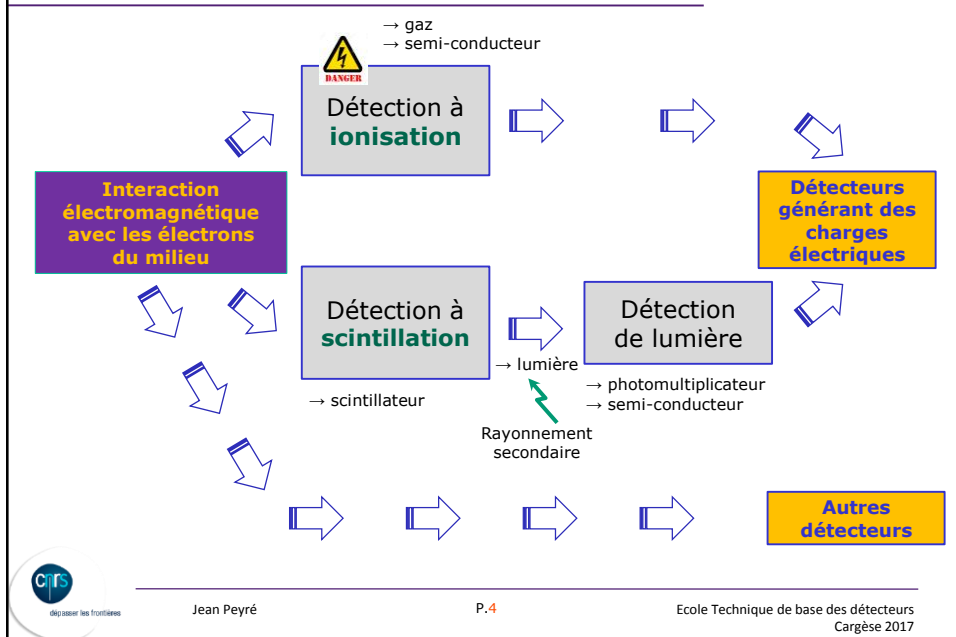 → gaz
→ semi-conducteur
DANGER
Détection à
ionisation
Interaction
électromagnétique
avec les électrons
du milieu
Détecteurs
générant des
charges
électriques
Détection à
scintillation
→ lumière
Détection
de lumière
→ scintillateur
→ photomultiplicateur
→ semi-conducteur
Rayonnement
secondaire
Autres
détecteurs
cnrs
dépasser les frontières
Jean Peyré
P.4
Ecole Technique de base des détecteurs
Cargèse 2017